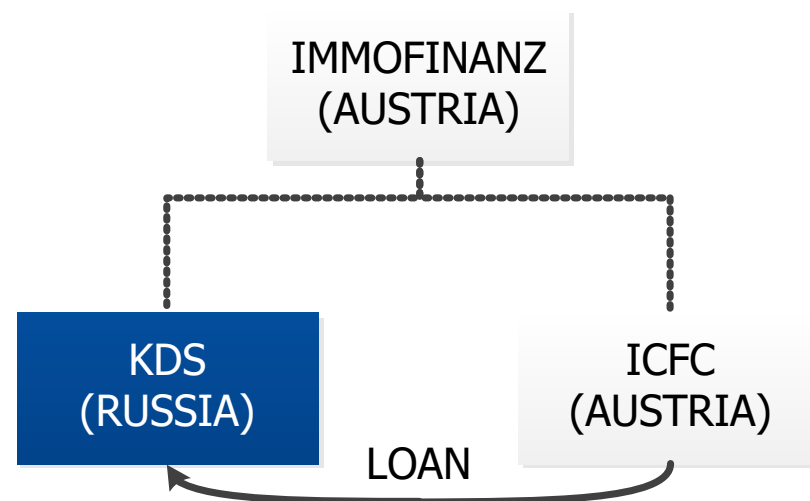 IMMOFINANZ
(AUSTRIA)
KDS
(RUSSIA)
ICFC
(AUSTRIA)
LOAN